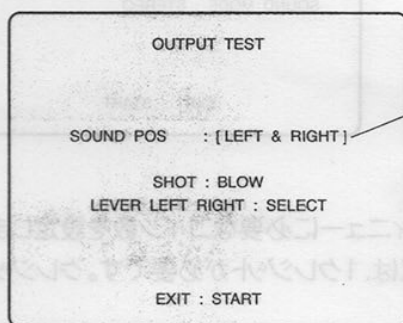 OUTPUT TEST
SOUND POS : [ LEFT & RIGHT ]
SHOT : BLOW
LEVER LEFT RIGHT : SELECT
EXIT : START